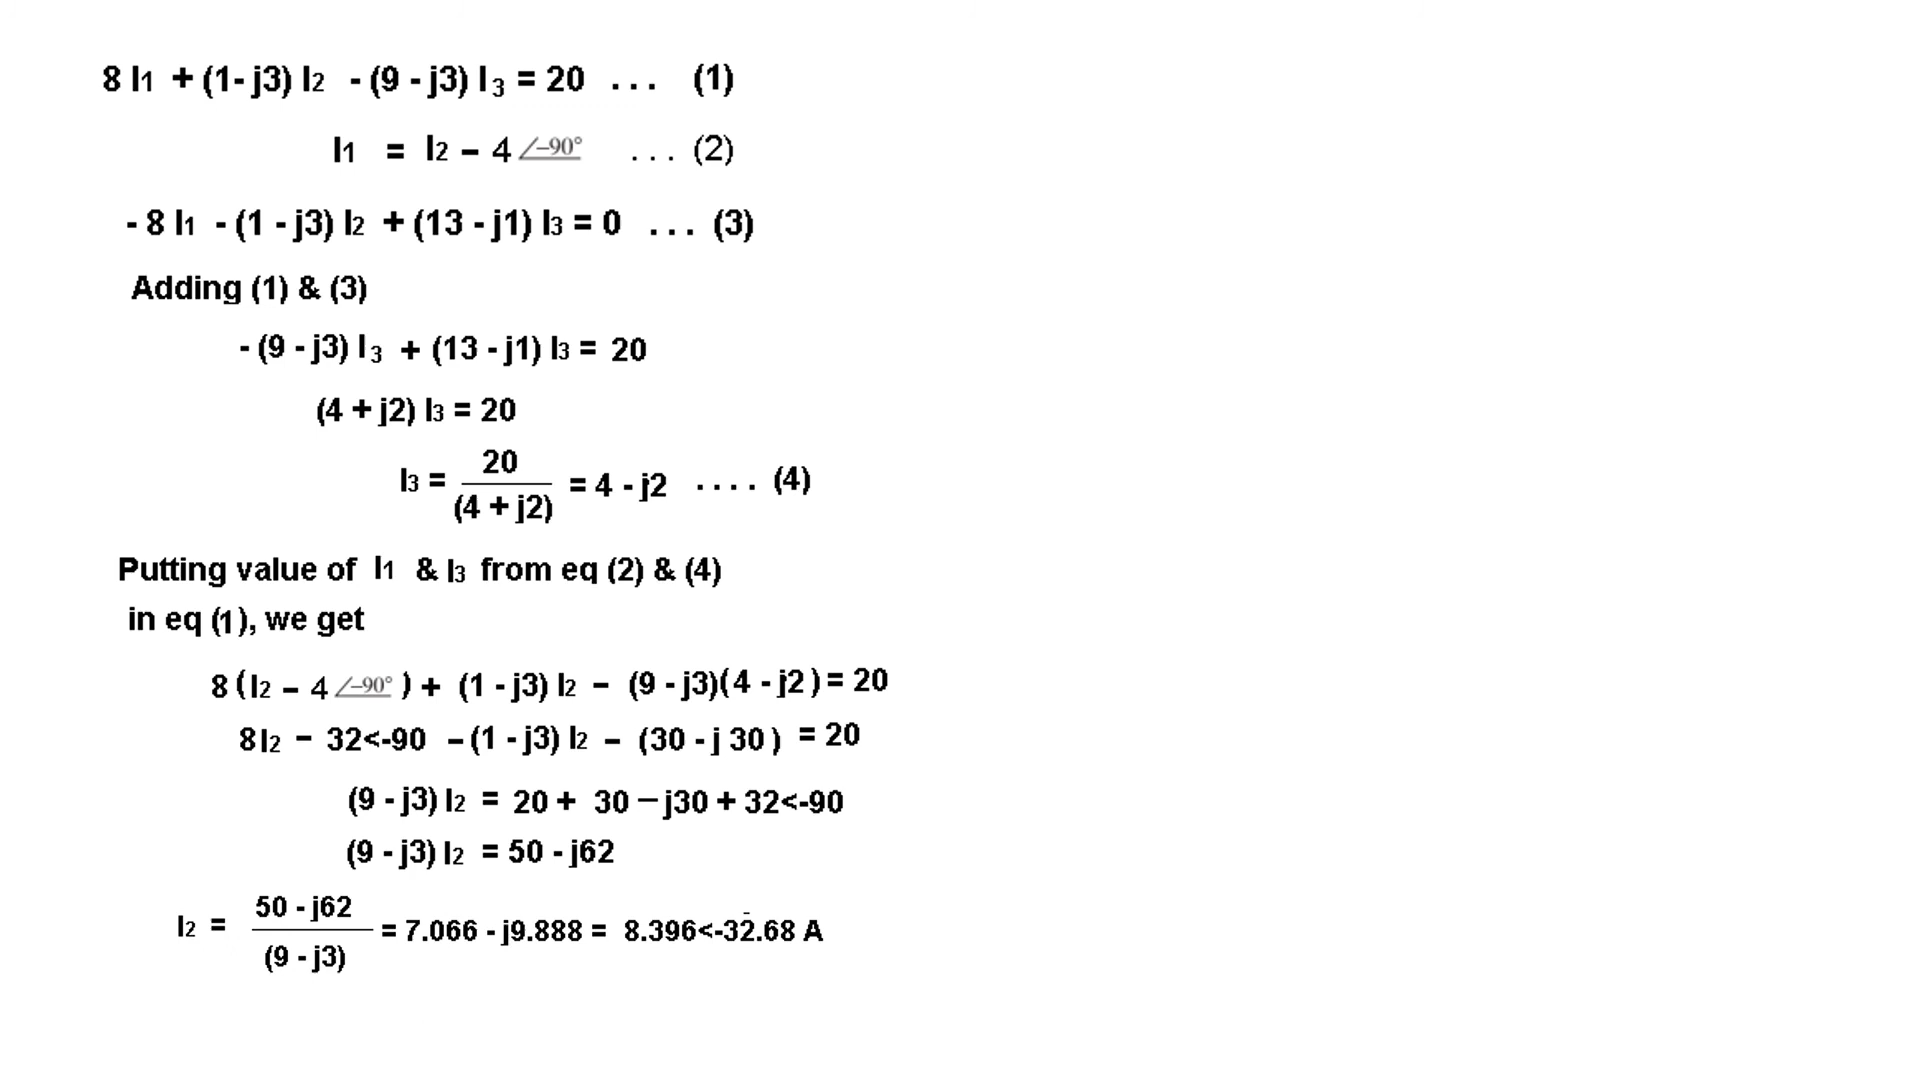 8 I1 + (1- j3) I2 - (9 - j3) I3 = 20 ... (1)
I1 = I2 – 4 ∠–90° ... (2)
- 8 I1 - (1 - j3) I2 + (13 - j1) I3 = 0 ... (3)
Adding (1) & (3)
- (9 - j3) I3 + (13 - j1) I3 = 20
(4 + j2) I3 = 20
I3 = 20 / (4 + j2) = 4 - j2 .... (4)
Putting value of I1 & I3 from eq (2) & (4)
in eq (1), we get
8 (I2 – 4 ∠–90° ) + (1 - j3) I2 – (9 - j3)(4 - j2) = 20
8I2 – 32<-90 – (1 - j3) I2 – (30 - j 30) = 20
(9 - j3) I2 = 20 + 30 – j30 + 32<-90
(9 - j3) I2 = 50 - j62
I2 = 50 - j62 / (9 - j3) = 7.066 - j9.888 = 8.396<-32.68 A